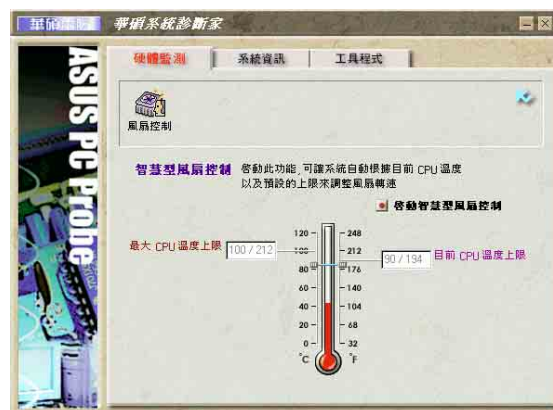 華碩電腦 華碩系統診斷家
ASUS PC Probe
硬體監測 系統資訊 工具程式
風扇控制
智慧型風扇控制 啓動此功能,可讓系統自動根據目前 CPU 溫度
以及預設的上限來調整風扇轉速
啓動智慧型風扇控制
最大 CPU 溫度上限 100 / 212
90 / 194 目前 CPU 溫度上限
120 248
100 212
80 176
60 140
40 104
20 68
0 32
°C °F